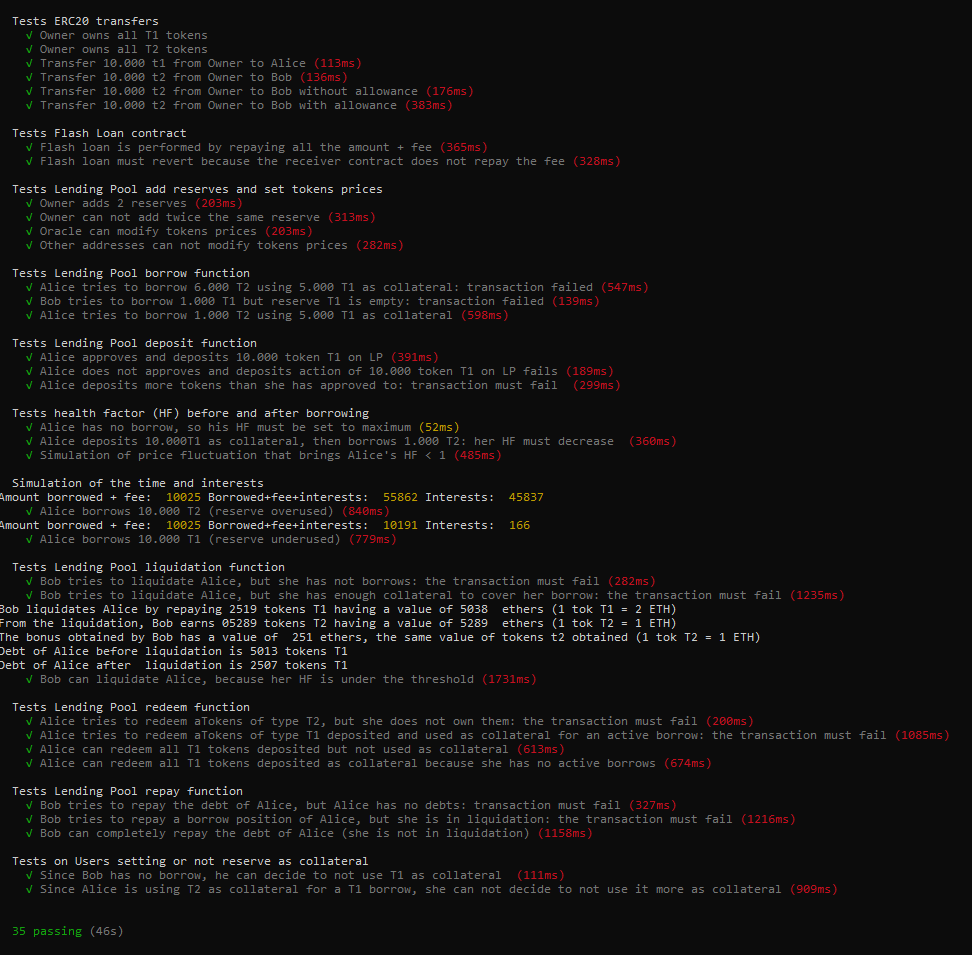 Tests ERC20 transfers
√ Owner owns all T1 tokens
√ Owner owns all T2 tokens
√ Transfer 10.000 t1 from Owner to Alice (113ms)
√ Transfer 10.000 t2 from Owner to Bob (136ms)
√ Transfer 10.000 t2 from Owner to Bob without allowance (176ms)
√ Transfer 10.000 t2 from Owner to Bob with allowance (383ms)
Tests Flash Loan contract
√ Flash loan is performed by repaying all the amount + fee (365ms)
√ Flash loan must revert because the receiver contract does not repay the fee (328ms)
Tests Lending Pool add reserves and set tokens prices
√ Owner adds 2 reserves (203ms)
√ Owner can not add twice the same reserve (313ms)
√ Oracle can modify tokens prices (203ms)
√ Other addresses can not modify tokens prices (282ms)
Tests Lending Pool borrow function
√ Alice tries to borrow 6.000 T2 using 5.000 T1 as collateral: transaction failed (547ms)
√ Bob tries to borrow 1.000 T1 but reserve T1 is empty: transaction failed (139ms)
√ Alice tries to borrow 1.000 T2 using 5.000 T1 as collateral (598ms)
Tests Lending Pool deposit function
√ Alice approves and deposits 10.000 token T1 on LP (391ms)
√ Alice does not approves and deposits action of 10.000 token T1 on LP fails (189ms)
√ Alice deposits more tokens than she has approved to: transaction must fail  (299ms)
Tests health factor (HF) before and after borrowing
√ Alice has no borrow, so his HF must be set to maximum (52ms)
√ Alice deposits 10.000T1 as collateral, then borrows 1.000 T2: her HF must decrease  (360ms)
√ Simulation of price fluctuation that brings Alice's HF < 1 (485ms)
Simulation of the time and interests
Amount borrowed + fee:  10025 Borrowed+fee+interests:  55862 Interests:  45837
√ Alice borrows 10.000 T2 (reserve overused) (840ms)
Amount borrowed + fee:  10025 Borrowed+fee+interests:  10191 Interests:  166
√ Alice borrows 10.000 T1 (reserve underused) (779ms)
Tests Lending Pool liquidation function
√ Bob tries to liquidate Alice, but she has not borrows: the transaction must fail (282ms)
√ Bob tries to liquidate Alice, but she has enough collateral to cover her borrow: the transaction must fail (1235ms)
Bob liquidates Alice by repaying 2519 tokens T1 having a value of 5038  ethers (1 tok T1 = 2 ETH)
From the liquidation, Bob earns 05289 tokens T2 having a value of 5289  ethers (1 tok T2 = 1 ETH)
The bonus obtained by Bob has a value of  251 ethers, the same value of tokens t2 obtained (1 tok T2 = 1 ETH)
Debt of Alice before liquidation is 5013 tokens T1
Debt of Alice after  liquidation is 2507 tokens T1
√ Bob can liquidate Alice, because her HF is under the threshold (1731ms)
Tests Lending Pool redeem function
√ Alice tries to redeem aTokens of type T2, but she does not own them: the transaction must fail (200ms)
√ Alice tries to redeem aTokens of type T1 deposited and used as collateral for an active borrow: the transaction must fail (1085ms)
√ Alice can redeem all T1 tokens deposited but not used as collateral (613ms)
√ Alice can redeem all T1 tokens deposited as collateral because she has no active borrows (674ms)
Tests Lending Pool repay function
√ Bob tries to repay the debt of Alice, but Alice has no debts: transaction must fail (327ms)
√ Bob tries to repay a borrow position of Alice, but she is in liquidation: the transaction must fail (1216ms)
√ Bob can completely repay the debt of Alice (she is not in liquidation) (1158ms)
Tests on Users setting or not reserve as collateral
√ Since Bob has no borrow, he can decide to not use T1 as collateral  (111ms)
√ Since Alice is using T2 as collateral for a T1 borrow, she can not decide to not use it more as collateral (909ms)
35 passing (46s)